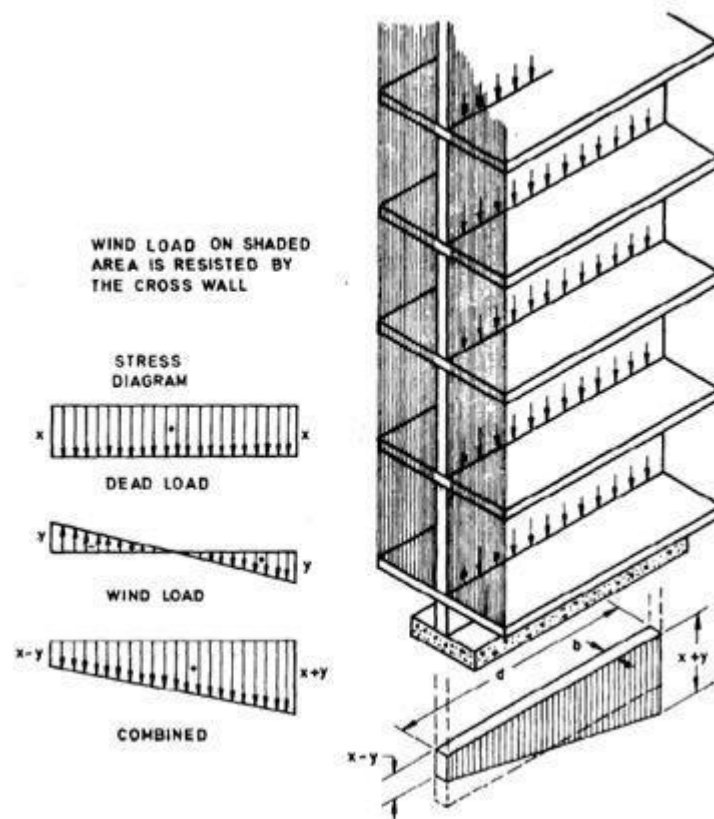 WIND LOAD ON SHADED
AREA IS RESISTED BY
THE CROSS WALL
STRESS
DIAGRAM
x x
DEAD LOAD
y y
WIND LOAD
x-y x+y
COMBINED
b
d
x+y
x-y